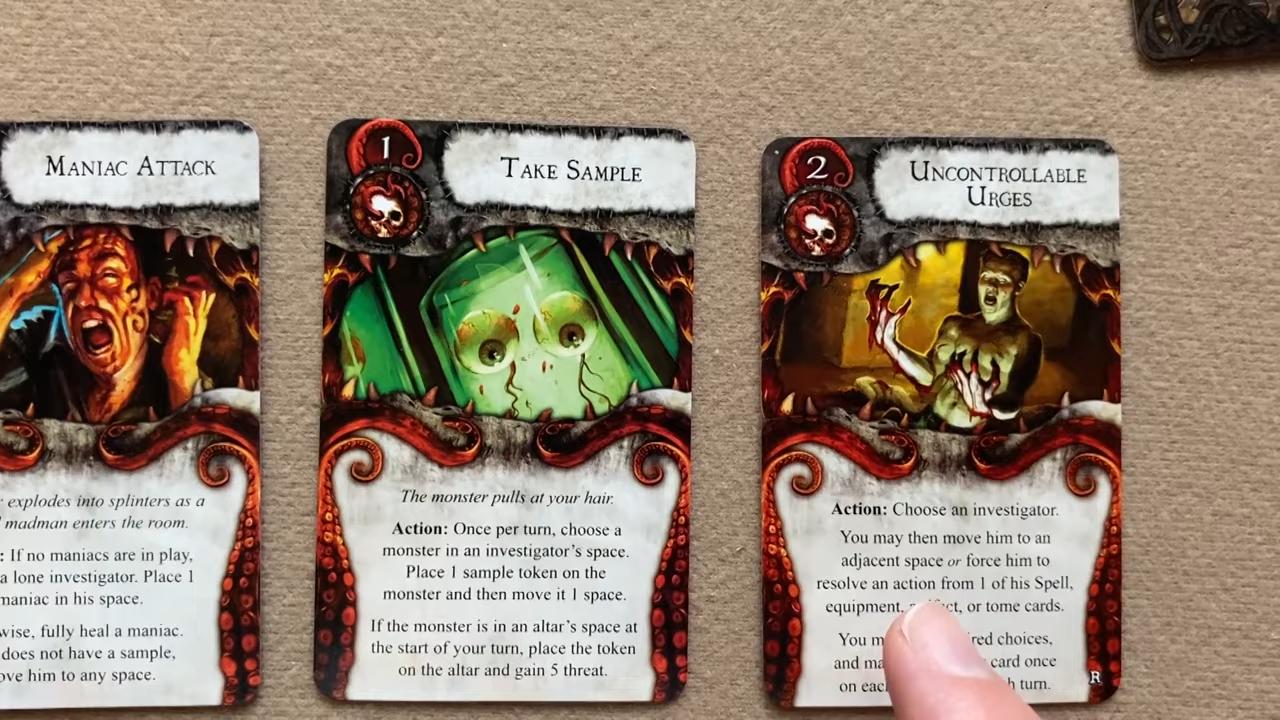 MANIAC ATTACK
explodes into splinters as a
madman enters the room.
If no maniacs are in play,
a lone investigator. Place 1
maniac in his space.
fully heal a maniac.
does not have a sample,
him to any space.
1
TAKE SAMPLE
The monster pulls at your hair.
Action: Once per turn, choose a
monster in an investigator's space.
Place 1 sample token on the
monster and then move it 1 space.
If the monster is in an altar's space at
the start of your turn, place the token
on the altar and gain 5 threat.
2
UNCONTROLLABLE
URGES
Action: Choose an investigator.
You may then move him to an
adjacent space or force him to
resolve an action from 1 of his Spell,
equipment, or tome cards.
You choices,
and card once
on turn.
R